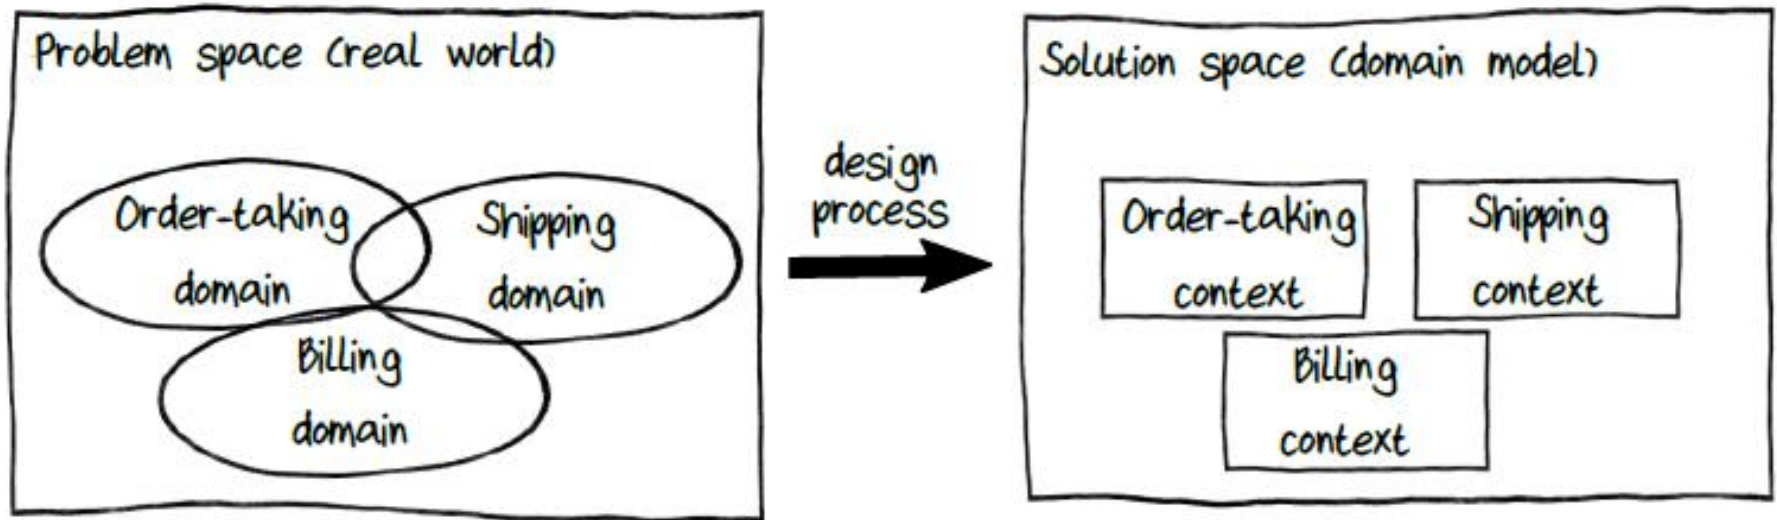 Problem space (real world)
Order-taking
domain
Shipping
domain
Billing
domain
design
process
Solution space (domain model)
Order-taking
context
Shipping
context
Billing
context